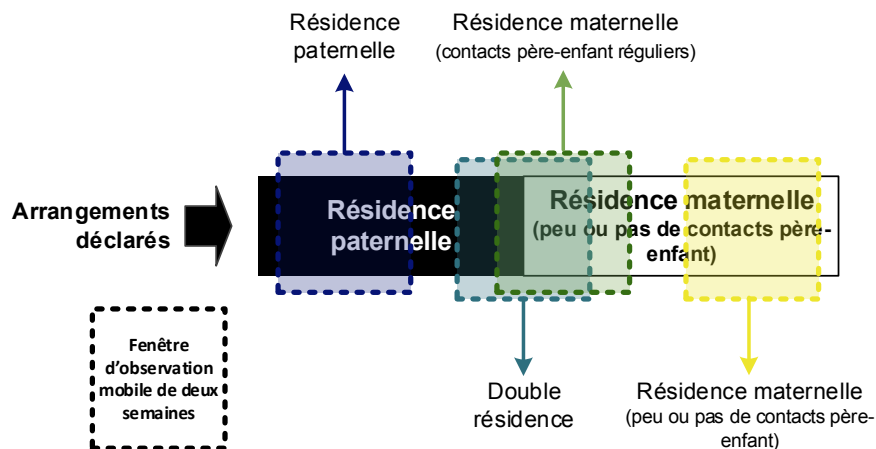 Résidence
paternelle
Résidence maternelle
(contacts père-enfant réguliers)
Arrangements
déclarés
Résidence
paternelle
Résidence maternelle
(peu ou pas de contacts père-
enfant)
Fenêtre
d'observation
mobile de deux
semaines
Double
résidence
Résidence maternelle
(peu ou pas de contacts père-
enfant)